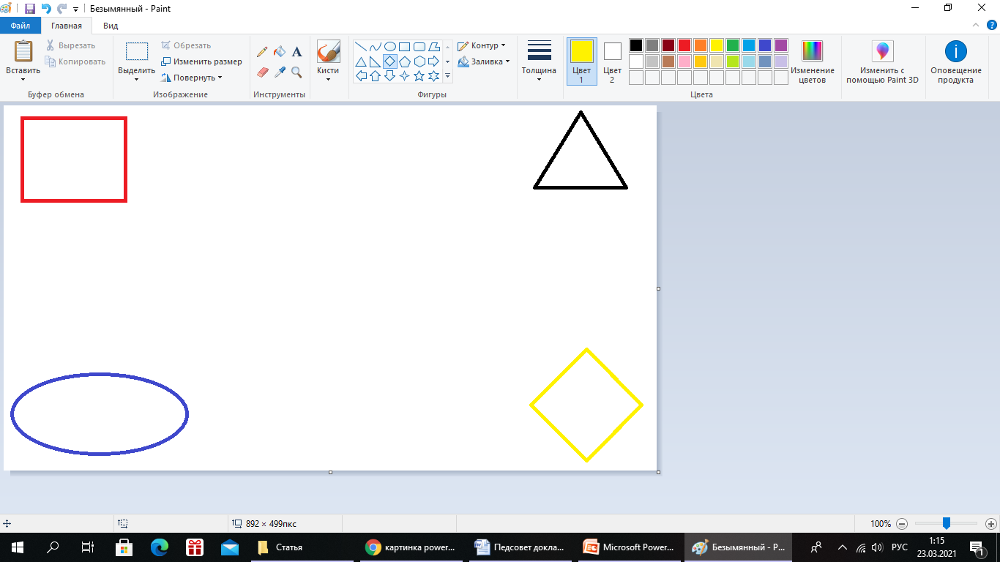 Безымянный - Paint
Файл
Главная
Вид
Вставить
Вырезать
Копировать
Буфер обмена
Выделить
Обрезать
Изменить размер
Повернуть
Изображение
A
Инструменты
Кисти
Контур
Заливка
Фигуры
Толщина
Цвет
1
Цвет
2
Изменение
цветов
Цвета
Изменить с
помощью Paint 3D
Оповещение
продукта
892 × 499пкс
100%
Статья
картинка power...
Педсовет докла...
Microsoft Power...
Безымянный - P...
РУС
1:15
23.03.2021
1